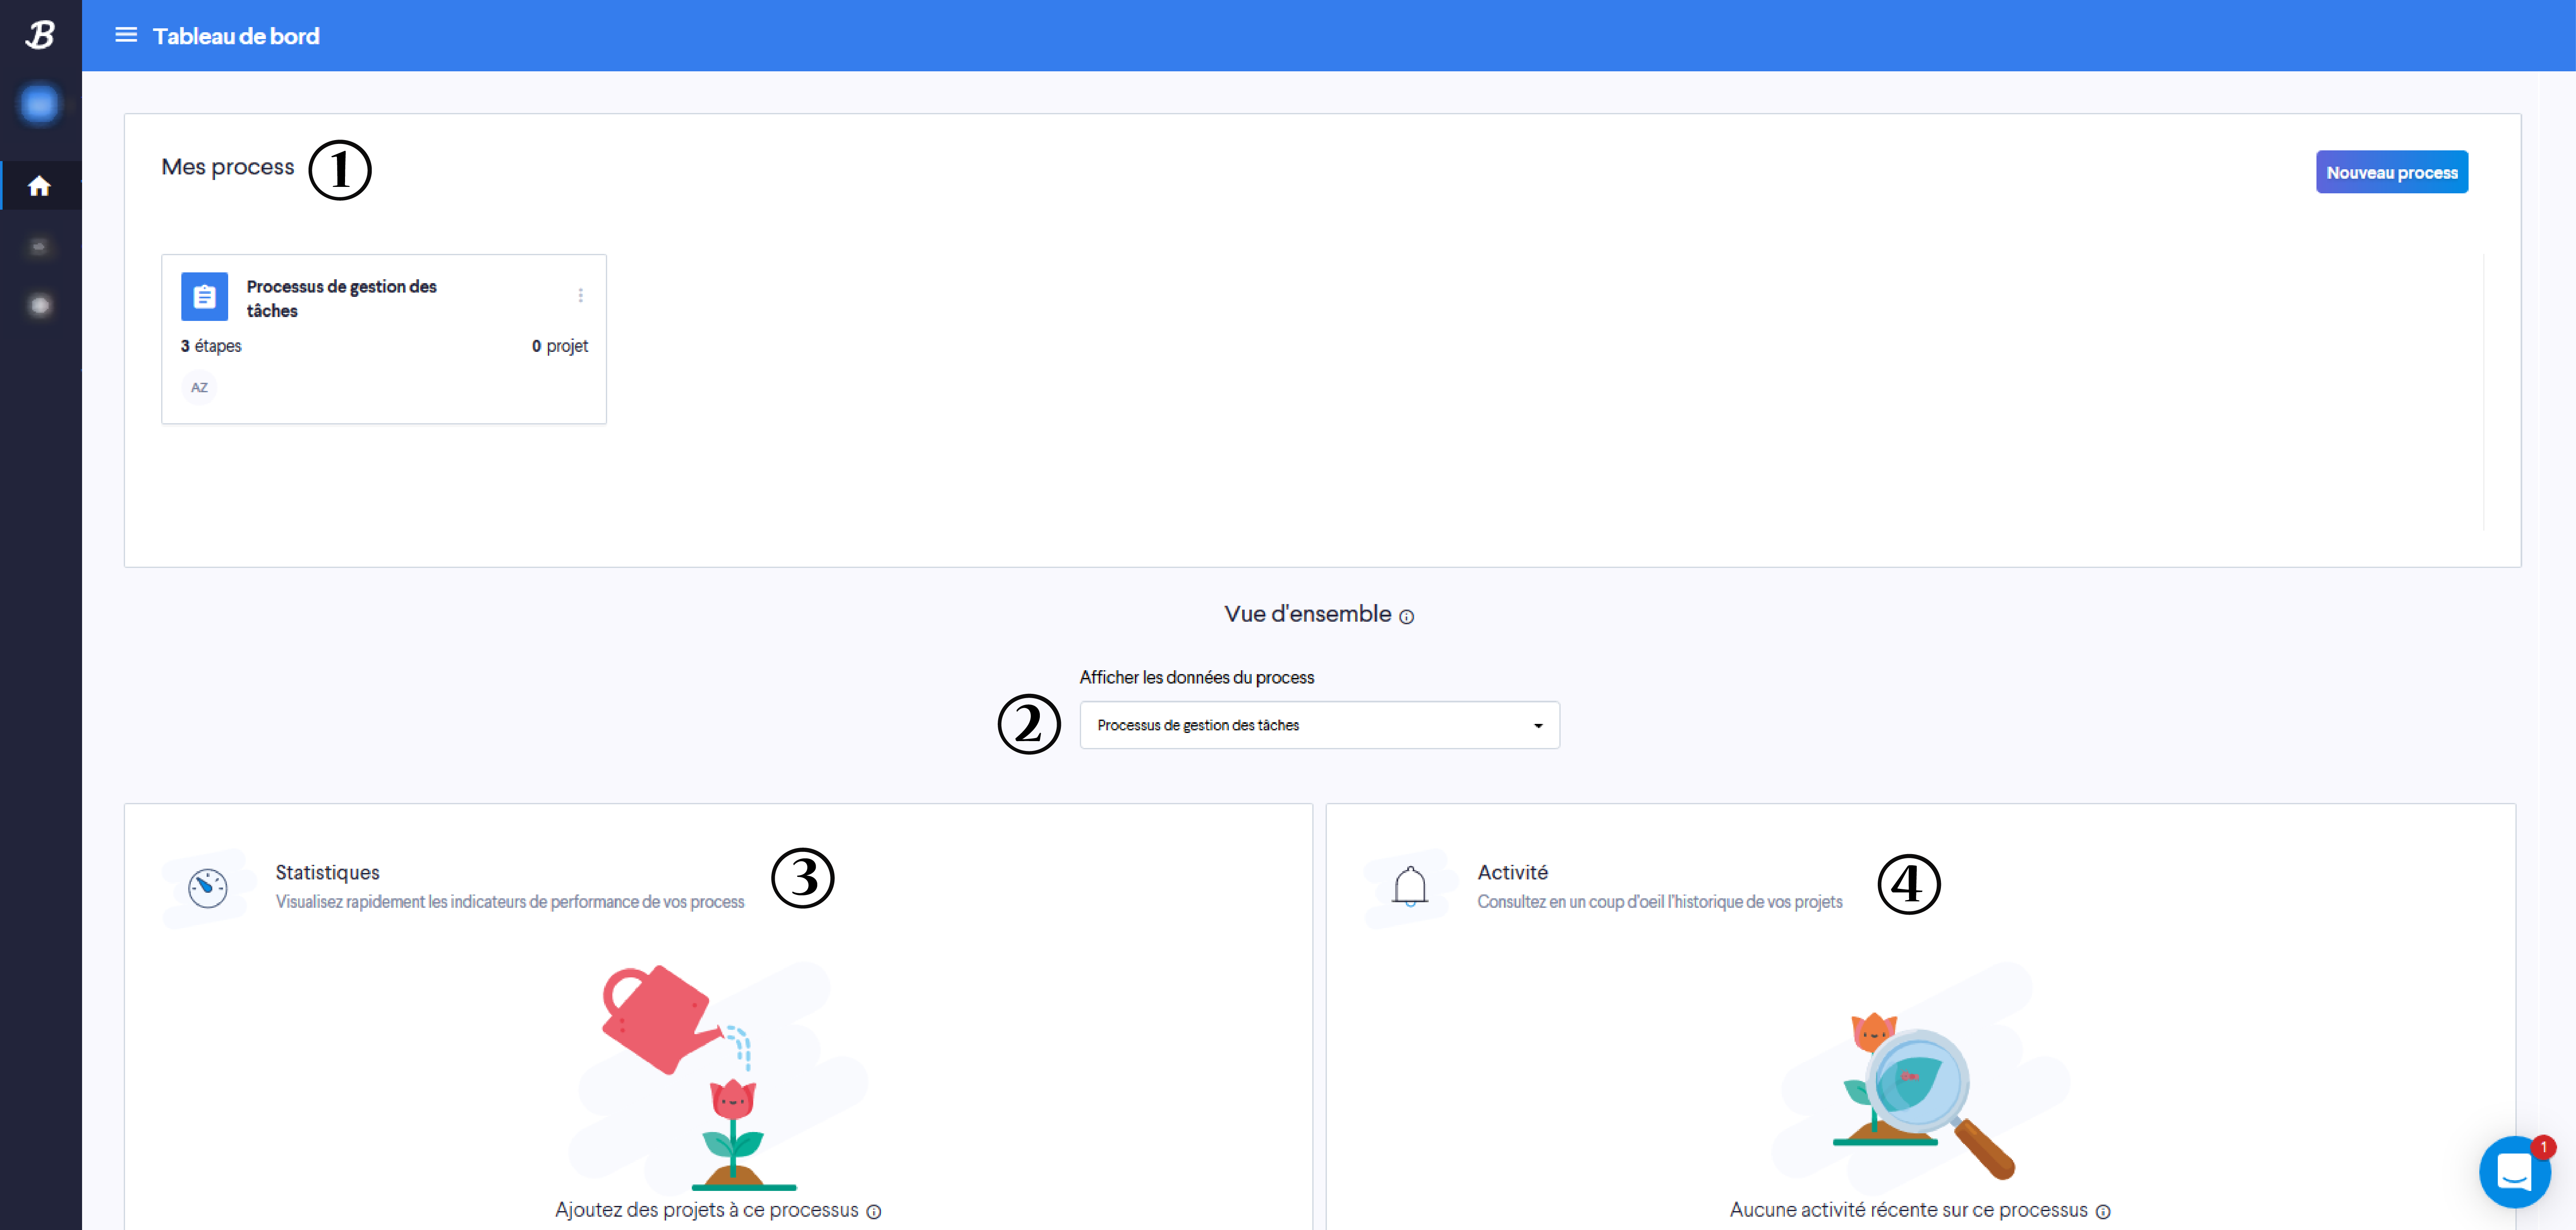 B
Tableau de bord
Mes process ①
Nouveau process
Processus de gestion des
tâches
3 étapes
0 projet
AZ
Vue d'ensemble
Afficher les données du process
②
Processus de gestion des tâches
Statistiques
Visualisez rapidement les indicateurs de performance de vos process
③
Activité
Consultez en un coup d'oeil l'historique de vos projets
④
1
Ajoutez des projets à ce processus
Aucune activité récente sur ce processus